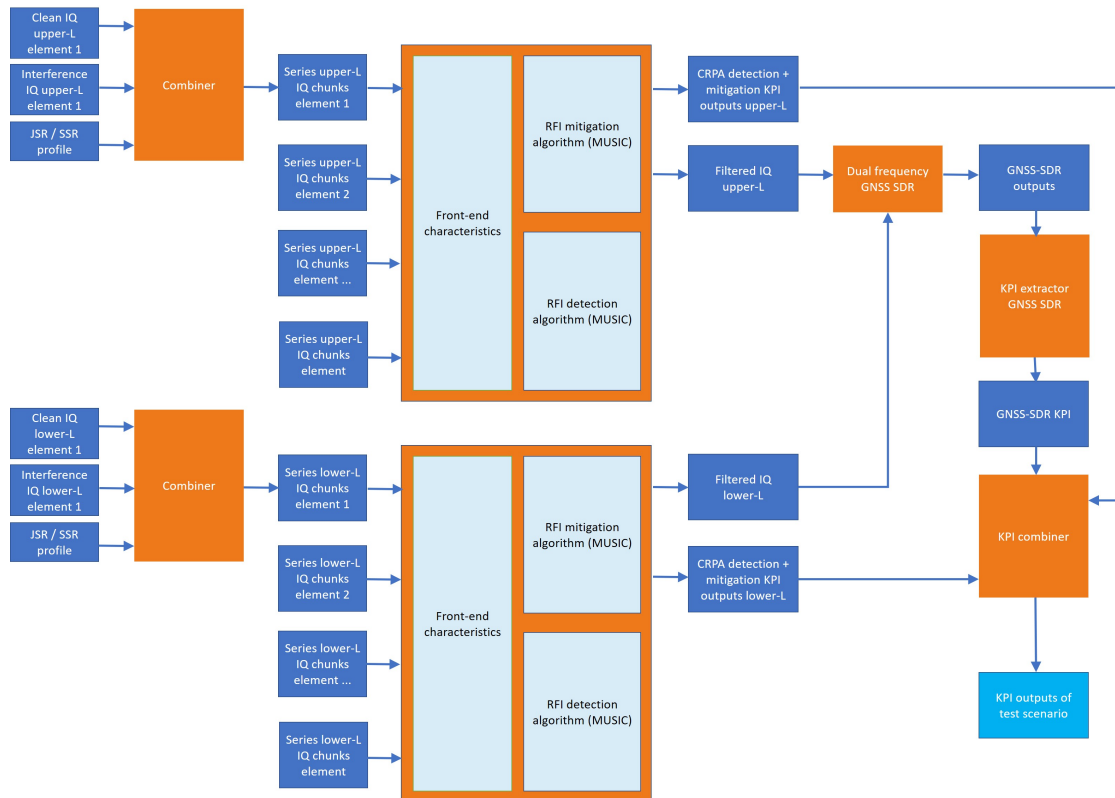 Clean IQ
upper-L
element 1
Interference
IQ upper-L
element 1
JSR / SSR
profile
Combiner
Series upper-L
IQ chunks
element 1
Series upper-L
IQ chunks
element 2
Series upper-L
IQ chunks
element ...
Series upper-L
IQ chunks
element
Front-end
characteristics
RFI mitigation
algorithm (MUSIC)
RFI detection
algorithm (MUSIC)
CRPA detection +
mitigation KPI
outputs upper-L
Filtered IQ
upper-L
Dual frequency
GNSS SDR
GNSS-SDR
outputs
KPI extractor
GNSS SDR
GNSS-SDR KPI
Clean IQ
lower-L
element 1
Interference
IQ lower-L
element 1
JSR / SSR
profile
Combiner
Series lower-L
IQ chunks
element 1
Series lower-L
IQ chunks
element 2
Series lower-L
IQ chunks
element ...
Series lower-L
IQ chunks
element
Front-end
characteristics
RFI mitigation
algorithm (MUSIC)
RFI detection
algorithm (MUSIC)
Filtered IQ
lower-L
CRPA detection +
mitigation KPI
outputs lower-L
KPI combiner
KPI outputs of
test scenario